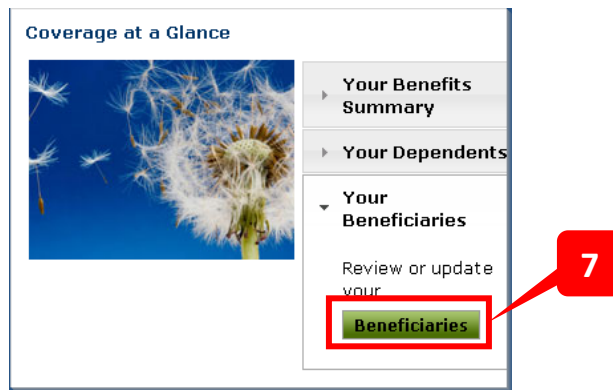 Coverage at a Glance
Your Benefits
Summary
Your Dependents
Your
Beneficiaries
Review or update
your
Beneficiaries
7